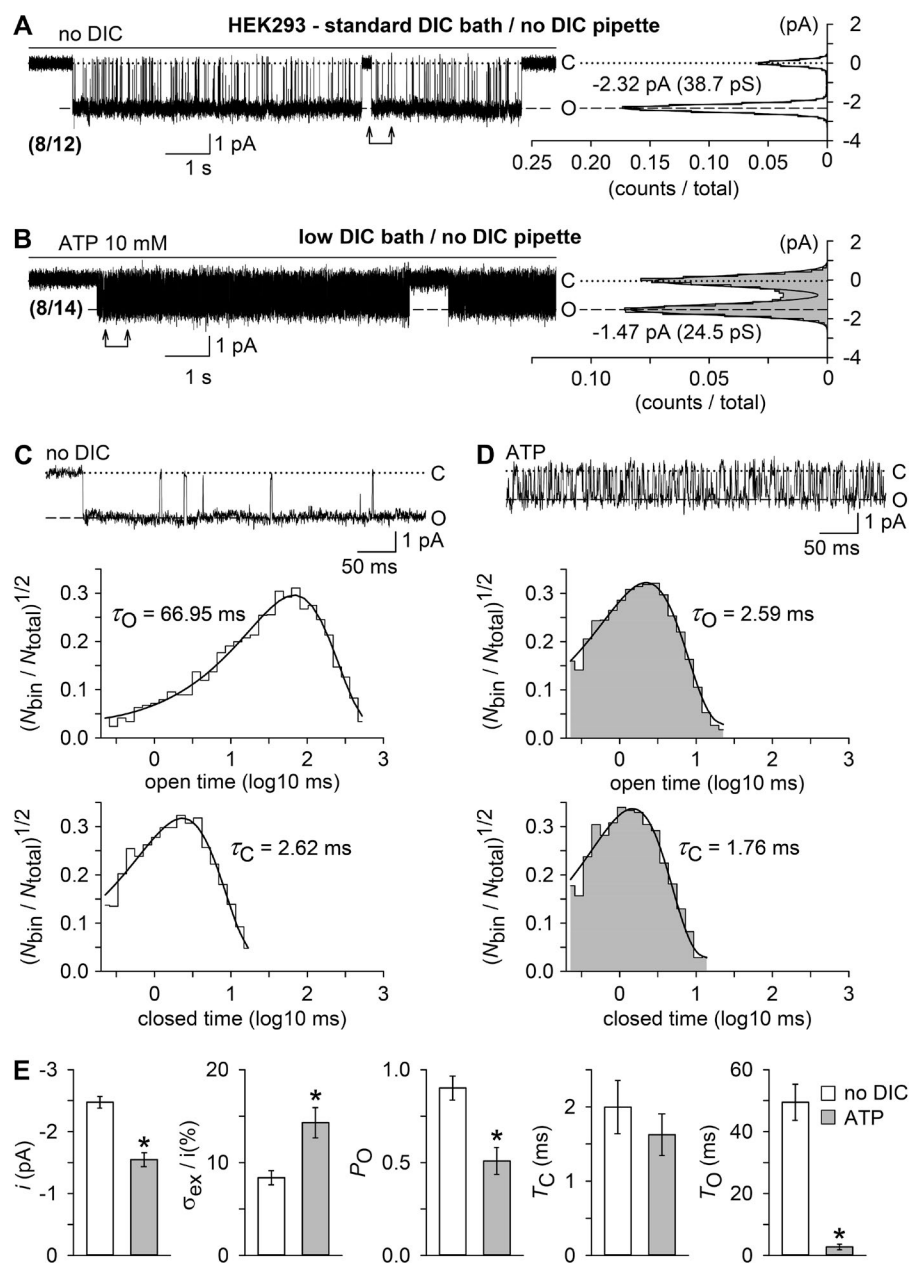 A
HEK293 - standard DIC bath / no DIC pipette
no DIC
(pA)
2
0
-2
-4
C
O
-2.32 pA (38.7 pS)
(8/12)
1 pA
1 s
0.25
0.20
0.15
0.10
0.05
0
(counts / total)
B
ATP 10 mM
low DIC bath / no DIC pipette
(pA)
2
0
-2
-4
C
O
(8/14)
-1.47 pA (24.5 pS)
1 pA
1 s
0.10
0.05
0
(counts / total)
C
no DIC
C
O
1 pA
50 ms
(Nbin / Ntotal)1/2
0.3
0.2
0.1
0.0
τO = 66.95 ms
0
1
2
3
open time (log10 ms)
(Nbin / Ntotal)1/2
0.3
0.2
0.1
0.0
τC = 2.62 ms
0
1
2
3
closed time (log10 ms)
D
ATP
C
O
1 pA
50 ms
(Nbin / Ntotal)1/2
0.3
0.2
0.1
0.0
τO = 2.59 ms
0
1
2
3
open time (log10 ms)
(Nbin / Ntotal)1/2
0.3
0.2
0.1
0.0
τC = 1.76 ms
0
1
2
3
closed time (log10 ms)
E
i (pA)
-3
-2
-1
0
*
σex / i(%)
20
10
0
*
PO
1.0
0.5
0.0
*
TC (ms)
2
1
0
TO (ms)
60
40
20
0
*
no DIC
ATP